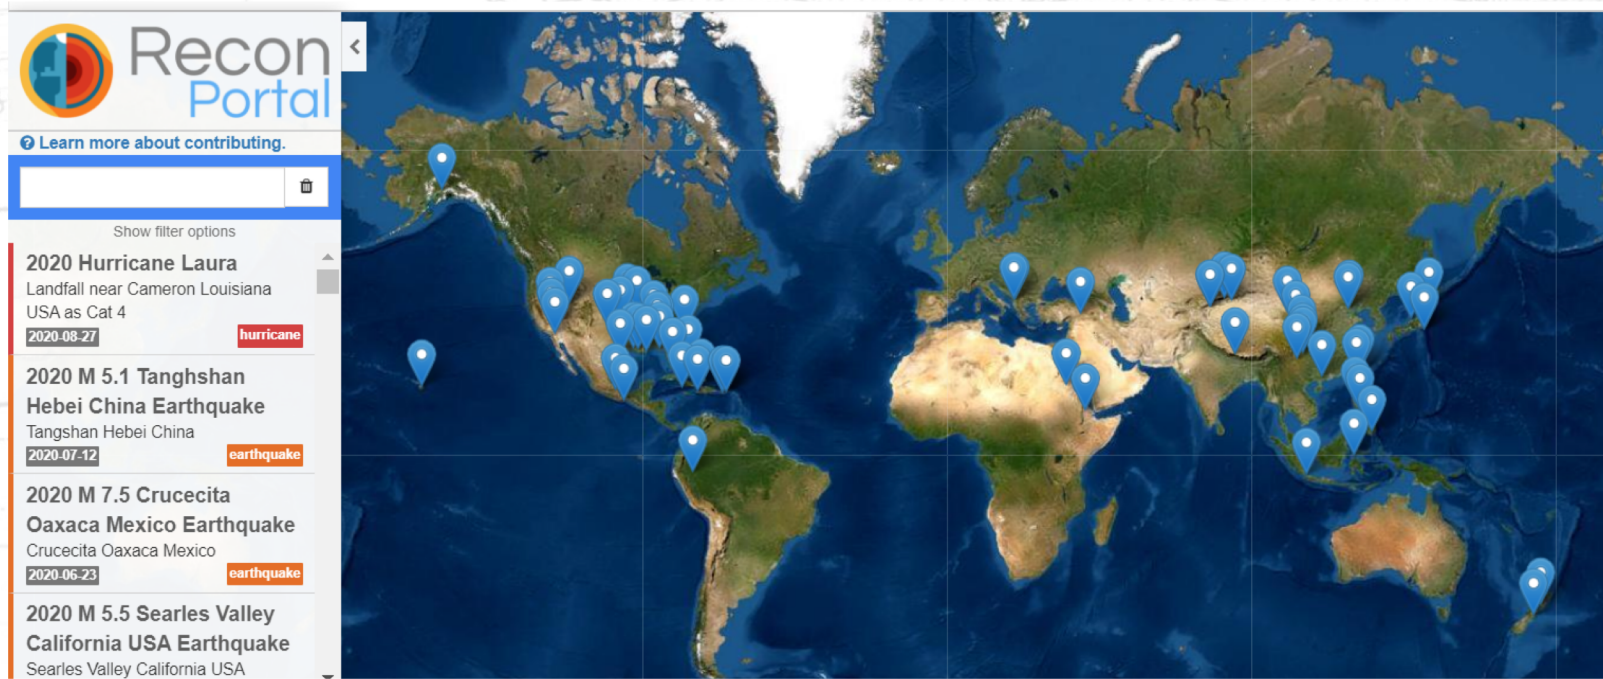 Recon
Portal
Learn more about contributing.
Show filter options
2020 Hurricane Laura
Landfall near Cameron Louisiana
USA as Cat 4
2020-08-27 hurricane
2020 M 5.1 Tanghshan
Hebei China Earthquake
Tangshan Hebei China
2020-07-12 earthquake
2020 M 7.5 Crucecita
Oaxaca Mexico Earthquake
Crucecita Oaxaca Mexico
2020-06-23 earthquake
2020 M 5.5 Searles Valley
California USA Earthquake
Searles Valley California USA